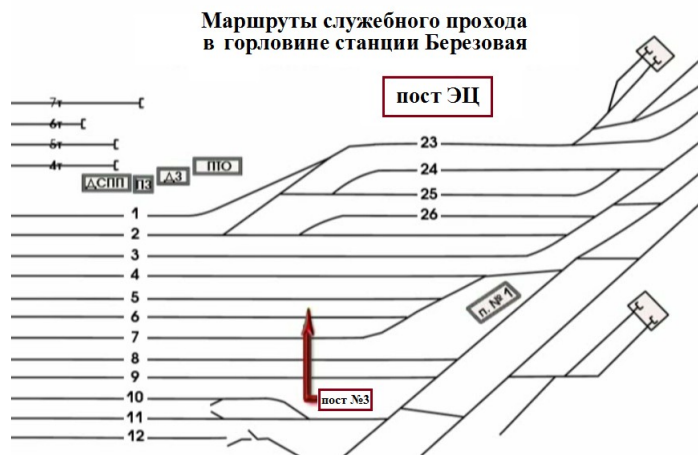 Маршруты служебного прохода
в горловине станции Березовая
пост ЭЦ
7т
6т
5т
4т
ДСПП
ПЗ
ДЗ
ПТО
23
24
25
26
1
2
3
4
5
6
7
8
9
10
11
12
п. № 1
пост №3